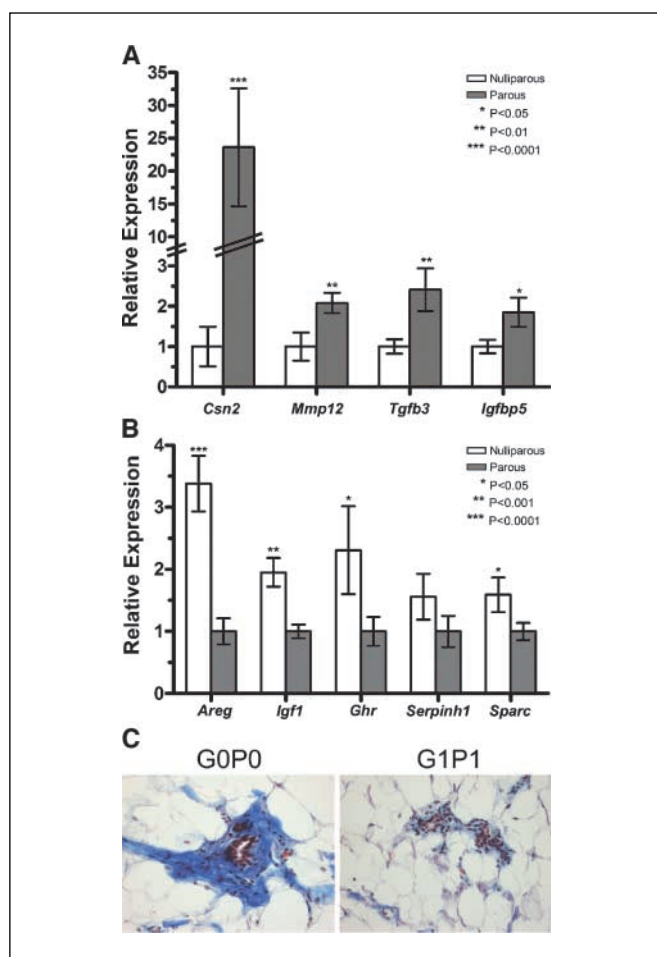 A
Relative Expression
35
30
25
20
15
10
3
2
1
0
***
**
**
*
Nulliparous
Parous
* P<0.05
** P<0.01
*** P<0.0001
Csn2 Mmp12 Tgfb3 Igfbp5
B
Relative Expression
4
3
2
1
0
***
**
*
*
Nulliparous
Parous
* P<0.05
** P<0.001
*** P<0.0001
Areg Igf1 Ghr Serpinh1 Sparc
C
G0P0 G1P1